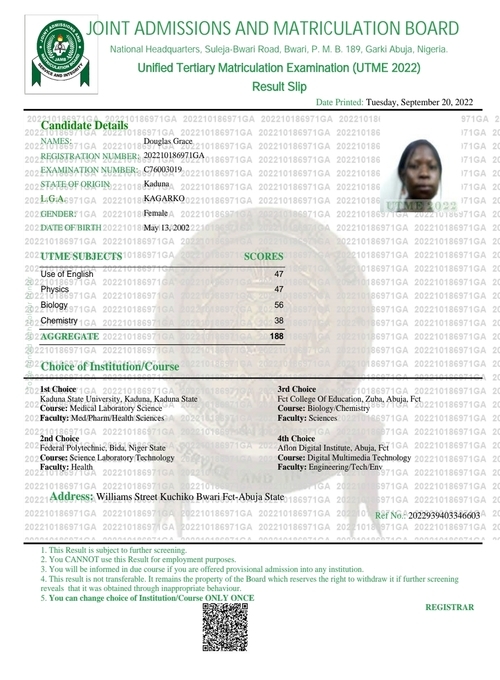 JOINT ADMISSIONS AND MATRICULATION BOARD
National Headquarters, Suleja-Bwari Road, Bwari, P. M. B. 189, Garki Abuja, Nigeria.
Unified Tertiary Matriculation Examination (UTME 2022)
Result Slip
Date Printed: Tuesday, September 20, 2022
Candidate Details
NAMES: Douglas Grace
REGISTRATION NUMBER: 202210186971GA
EXAMINATION NUMBER: C76003019
STATE OF ORIGIN: Kaduna
L.G.A. KAGARKO
GENDER: Female
DATE OF BIRTH May 13, 2002
UTME 2022
UTME SUBJECTS SCORES
Use of English 47
Physics 47
Biology 56
Chemistry 38
AGGREGATE 188
Choice of Institution/Course
1st Choice
Kaduna State University, Kaduna, Kaduna State
Course: Medical Laboratory Science
Faculty: Med/Pharm/Health Sciences
3rd Choice
Fct College Of Education, Zuba, Abuja, Fct
Course: Biology/Chemistry
Faculty: Sciences
2nd Choice
Federal Polytechnic, Bida, Niger State
Course: Science Laboratory Technology
Faculty: Health
4th Choice
Aflon Digital Institute, Abuja, Fct
Course: Digital Multimedia Technology
Faculty: Engineering/Tech/Env
Address: Williams Street Kuchiko Bwari Fct-Abuja State
Ref No.: 2022939403346603
1. This Result is subject to further screening.
2. You CANNOT use this Result for employment purposes.
3. You will be informed in due course if you are offered provisional admission into any institution.
4. This result is not transferable. It remains the property of the Board which reserves the right to withdraw it if further screening
reveals that it was obtained through inappropriate behaviour.
5. You can change choice of Institution/Course ONLY ONCE
REGISTRAR